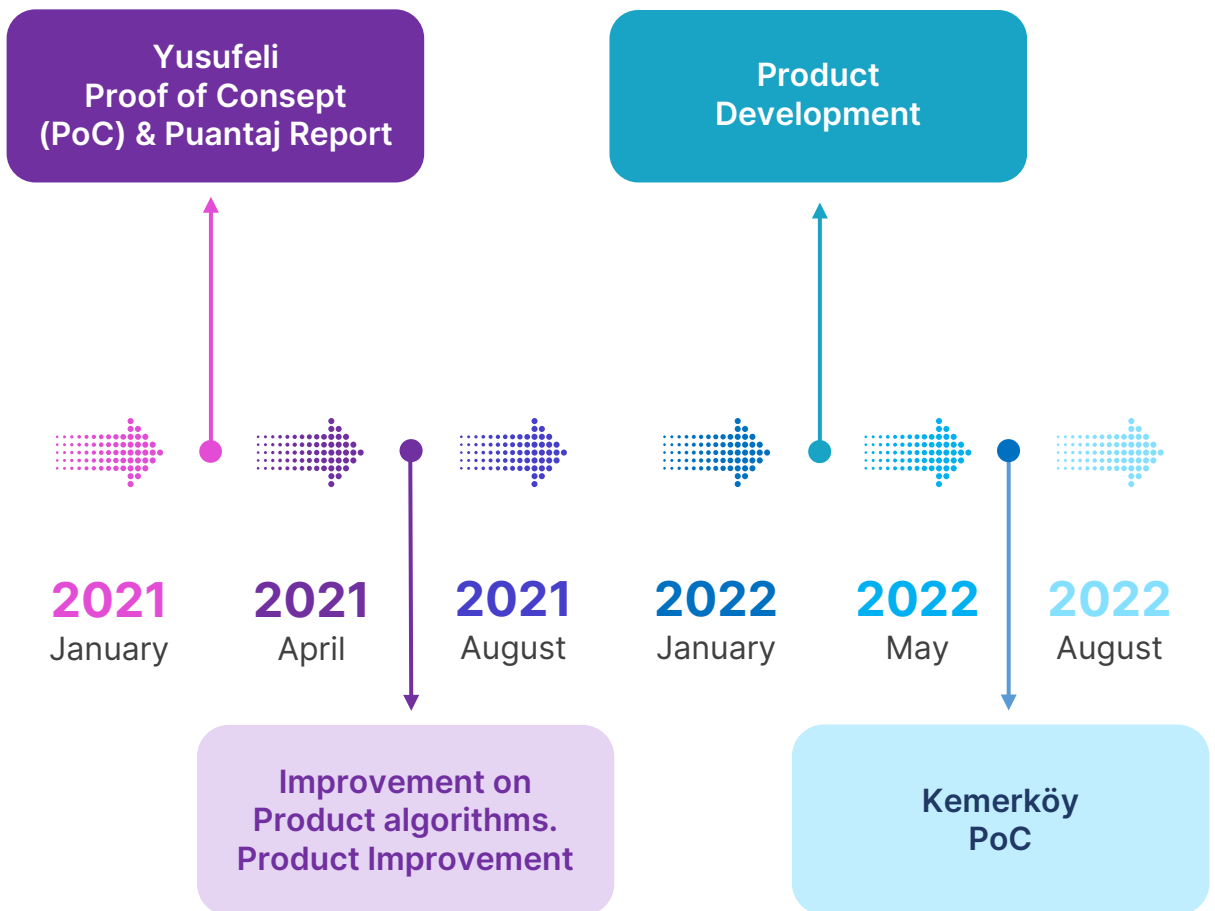 Yusufeli
Proof of Consept
(PoC) & Puantaj Report
Product
Development
2021
January
2021
April
2021
August
2022
January
2022
May
2022
August
Improvement on
Product algorithms.
Product Improvement
Kemerköy
PoC